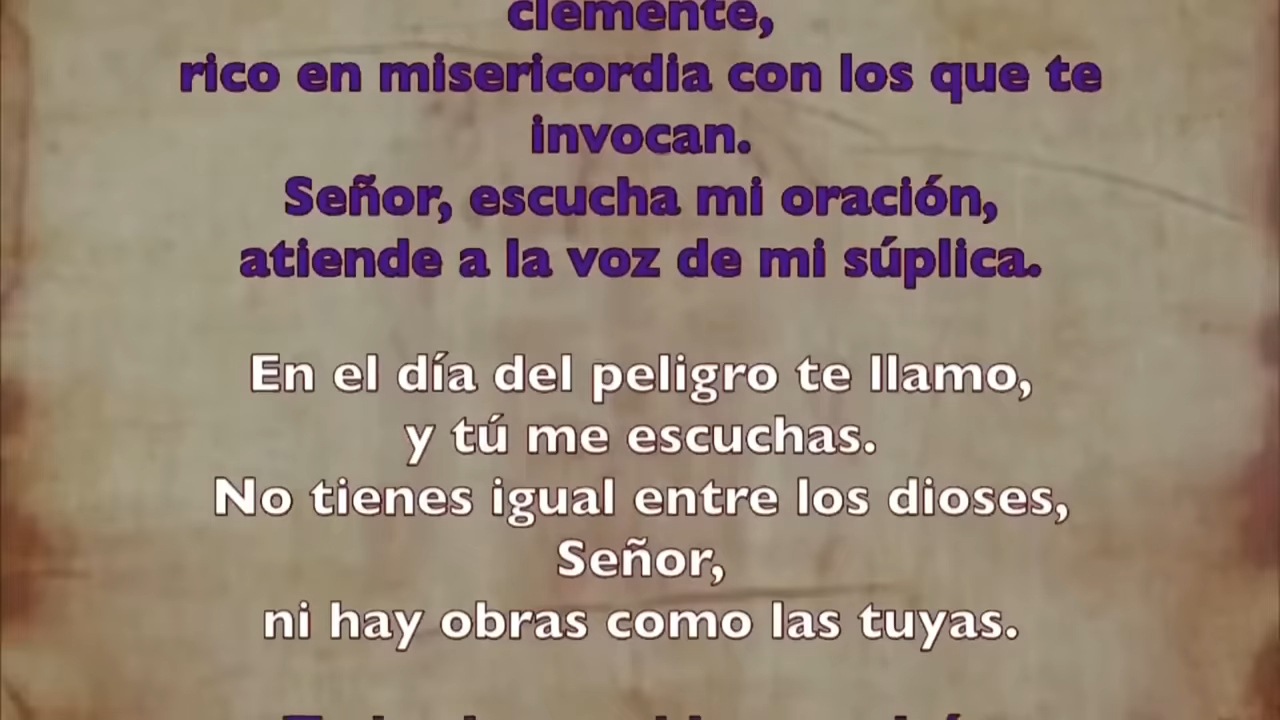 clemente,
rico en misericordia con los que te
invocan.
Señor, escucha mi oración,
atiende a la voz de mi súplica.
En el día del peligro te llamo,
y tú me escuchas.
No tienes igual entre los dioses,
Señor,
ni hay obras como las tuyas.